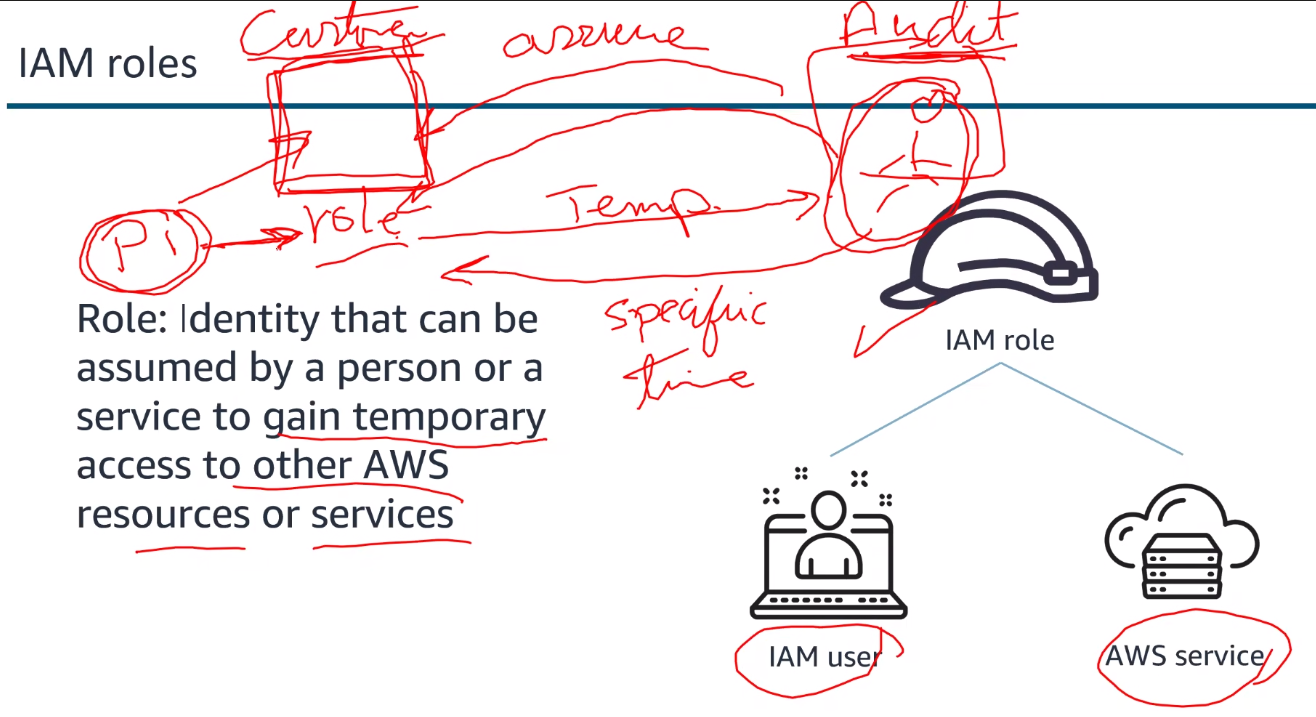 Customer
assume
Audit
IAM roles
role
Temp.
P1
specific
time
Role: Identity that can be
assumed by a person or a
service to gain temporary
access to other AWS
resources or services
IAM role
IAM user
AWS service